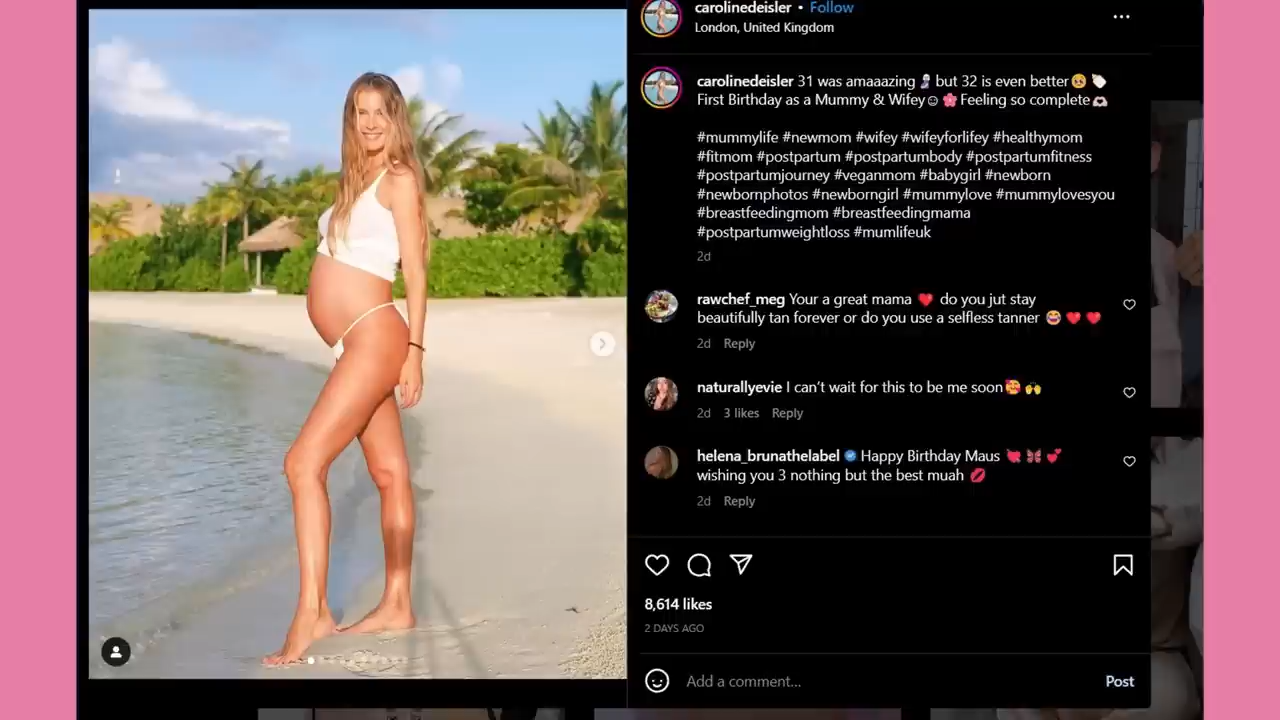 carolinedeisler • Follow
London, United Kingdom
carolinedeisler 31 was amaaazing🤱🏼but 32 is even better🥹🏷
First Birthday as a Mummy & Wifey☺🌸Feeling so complete🫶🏼
#mummylife #newmom #wifey #wifeyforlifey #healthymom
#fitmom #postpartum #postpartumbody #postpartumfitness
#postpartumjourney #veganmom #babygirl #newborn
#newbornphotos #newborngirl #mummylove #mummylovesyou
#breastfeedingmom #breastfeedingmama
#postpartumweightloss #mumlifeuk
2d
rawchef_meg Your a great mama ❤️ do you jut stay
beautifully tan forever or do you use a selfless tanner 😂❤️❤️
2d Reply
naturallyevie I can't wait for this to be me soon🥰🙌
2d 3 likes Reply
helena_brunathelabel Happy Birthday Maus 💘🦋💕
wishing you 3 nothing but the best muah 💋
2d Reply
8,614 likes
2 DAYS AGO
Add a comment... Post